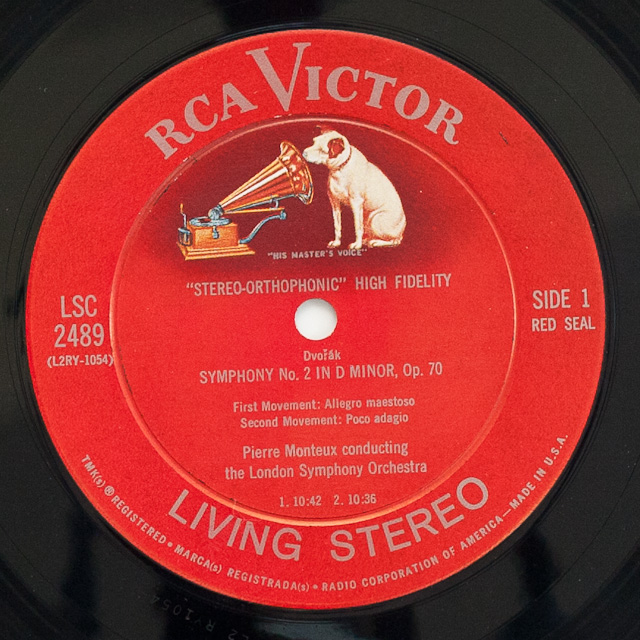 RCA VICTOR
"HIS MASTER'S VOICE"
"STEREO-ORTHOPHONIC" HIGH FIDELITY
LSC
2489
(L2RY-1054)
SIDE 1
RED SEAL
Dvořák
SYMPHONY No. 2 IN D MINOR, Op. 70
First Movement: Allegro maestoso
Second Movement: Poco adagio
Pierre Monteux conducting
the London Symphony Orchestra
1. 10:42 2. 10:36
LIVING STEREO
TMK(s) ® REGISTERED • MARCA(s) REGISTRADA(s) • RADIO CORPORATION OF AMERICA—MADE IN U.S.A.